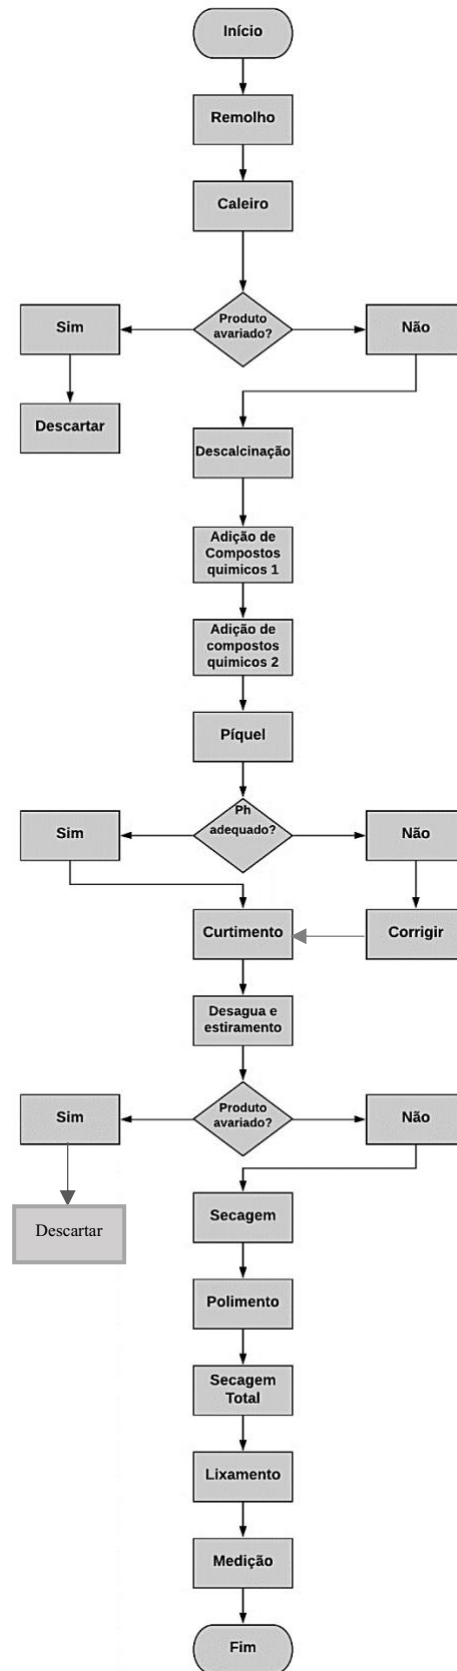 Início
Remolho
Caleiro
Produto
avariado?
Sim
Não
Descartar
Descalcinação
Adição de
Compostos
quimicos 1
Adição de
compostos
quimicos 2
Píquel
Ph
adequado?
Sim
Não
Curtimento
Corrigir
Desagua e
estiramento
Produto
avariado?
Sim
Não
Secagem
Descartar
Polimento
Secagem
Total
Lixamento
Medição
Fim